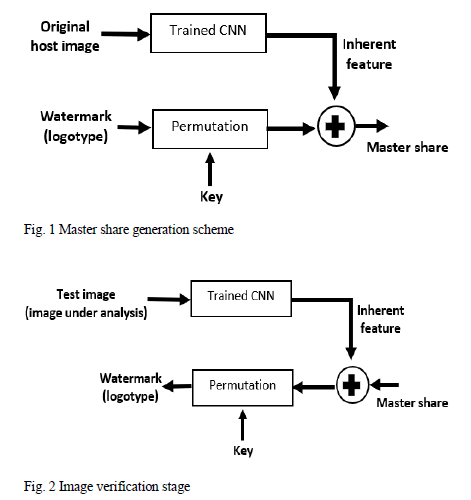 Original
host image
Trained CNN
Inherent
feature
Watermark
(logotype)
Permutation
Master share
Key
Fig. 1 Master share generation scheme
Test image
(image under analysis)
Trained CNN
Inherent
feature
Watermark
(logotype)
Permutation
Master share
Key
Fig. 2 Image verification stage